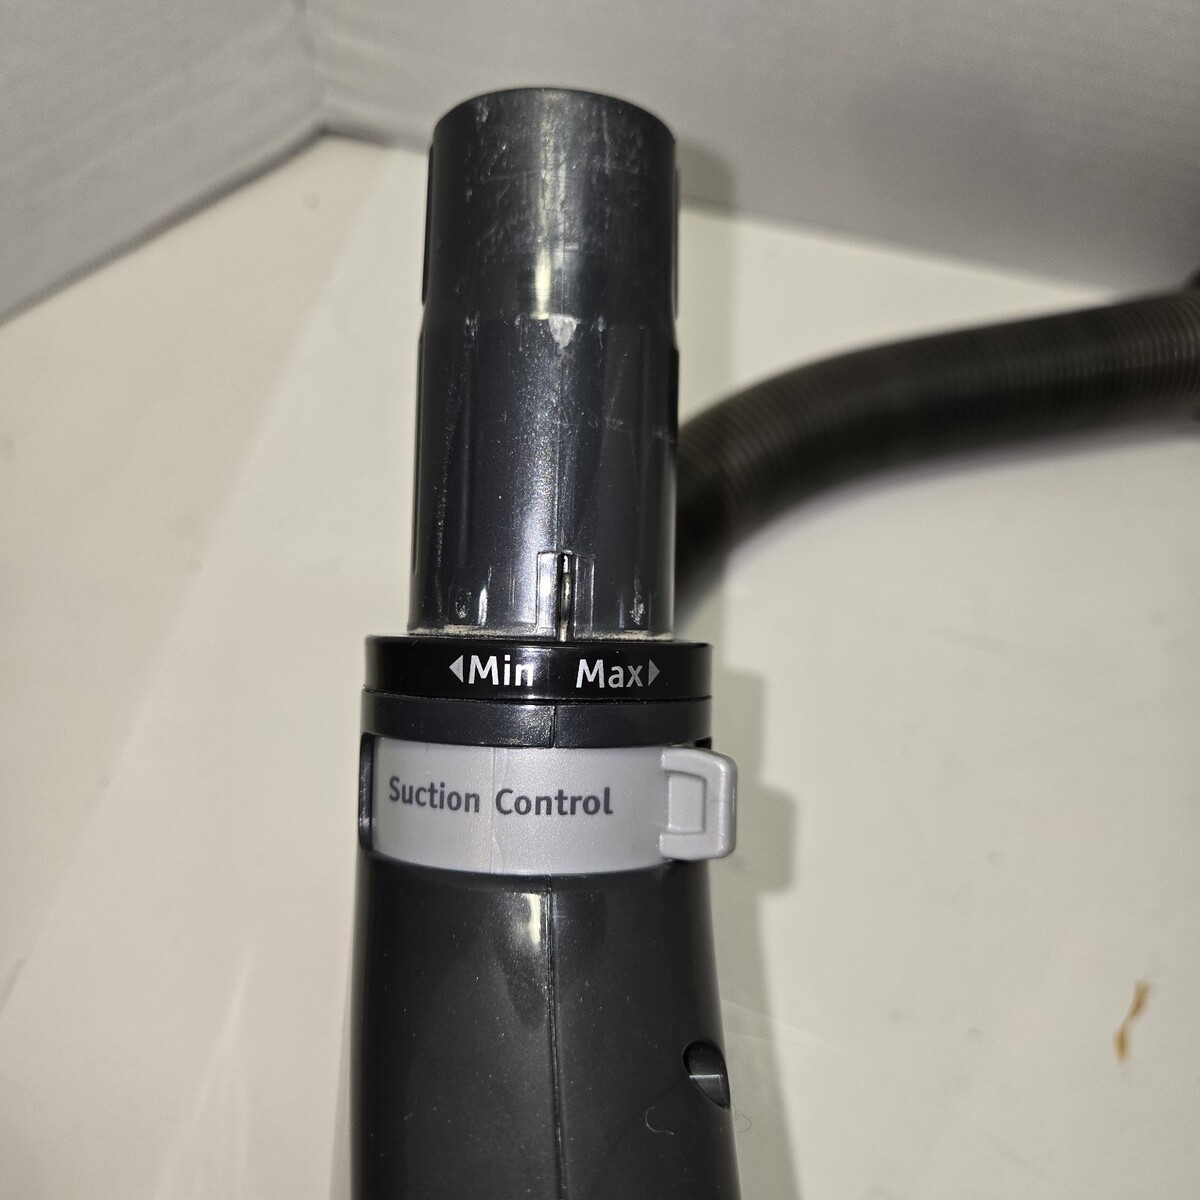 ◀Min Max▶
Suction Control